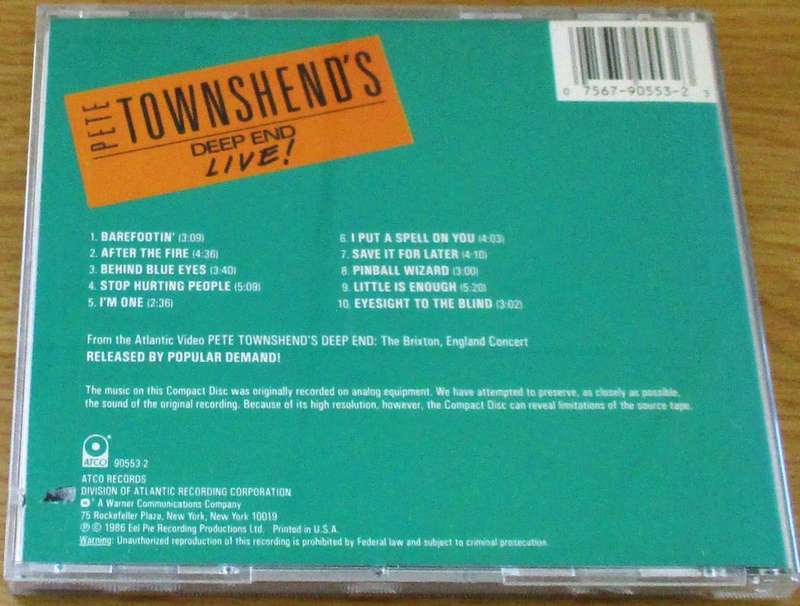 PETE TOWNSHEND'S
DEEP END
LIVE!
0 7567-90553-2 3
1. BAREFOOTIN' (3:09)
2. AFTER THE FIRE (4:36)
3. BEHIND BLUE EYES (3:40)
4. STOP HURTING PEOPLE (5:09)
5. I'M ONE (2:36)
6. I PUT A SPELL ON YOU (4:03)
7. SAVE IT FOR LATER (4:10)
8. PINBALL WIZARD (3:00)
9. LITTLE IS ENOUGH (5:20)
10. EYESIGHT TO THE BLIND (3:02)
From the Atlantic Video PETE TOWNSHEND'S DEEP END: The Brixton, England Concert
RELEASED BY POPULAR DEMAND!
The music on this Compact Disc was originally recorded on analog equipment. We have attempted to preserve, as closely as possible,
the sound of the original recording. Because of its high resolution, however, the Compact Disc can reveal limitations of the source tape.
ATCO ®
90553-2
ATCO RECORDS
DIVISION OF ATLANTIC RECORDING CORPORATION
® A Warner Communications Company
75 Rockefeller Plaza, New York, New York 10019
℗ © 1986 Eel Pie Recording Productions Ltd. Printed in U.S.A.
Warning: Unauthorized reproduction of this recording is prohibited by Federal law and subject to criminal prosecution.